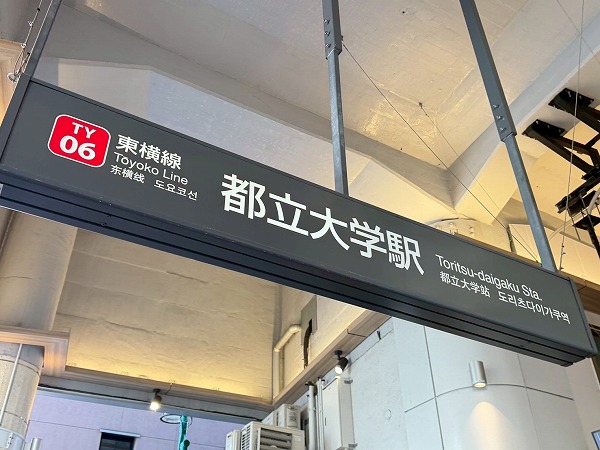 TY
06
東横線
Toyoko Line
东横线 도요코선
都立大学駅
Toritsu-daigaku Sta.
都立大学站 도리츠다이가쿠역